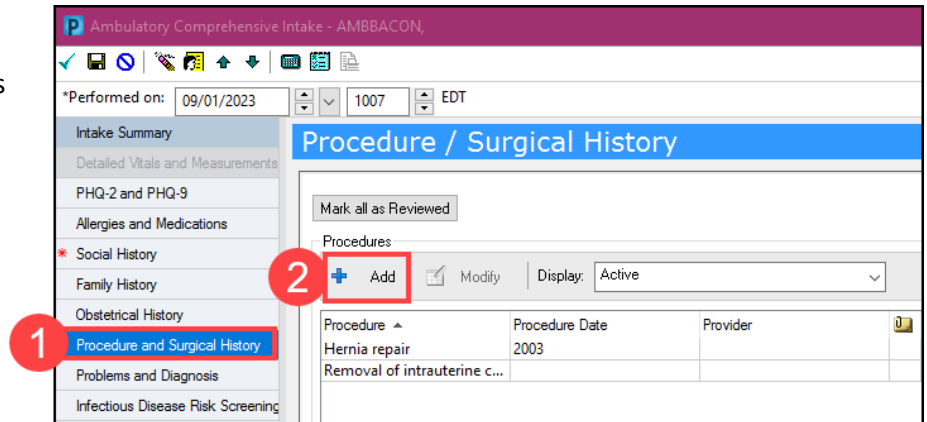 Ambulatory Comprehensive Intake - AMBBACON,
s
*Performed on: 09/01/2023 1007 EDT
Intake Summary
Detailed Vitals and Measurements
PHQ-2 and PHQ-9
Allergies and Medications
* Social History
Family History
Obstetrical History
1 Procedure and Surgical History
Problems and Diagnosis
Infectious Disease Risk Screening
Procedure / Surgical History
Mark all as Reviewed
Procedures
2 Add Modify Display: Active
Procedure Procedure Date Provider
Hernia repair 2003
Removal of intrauterine c...